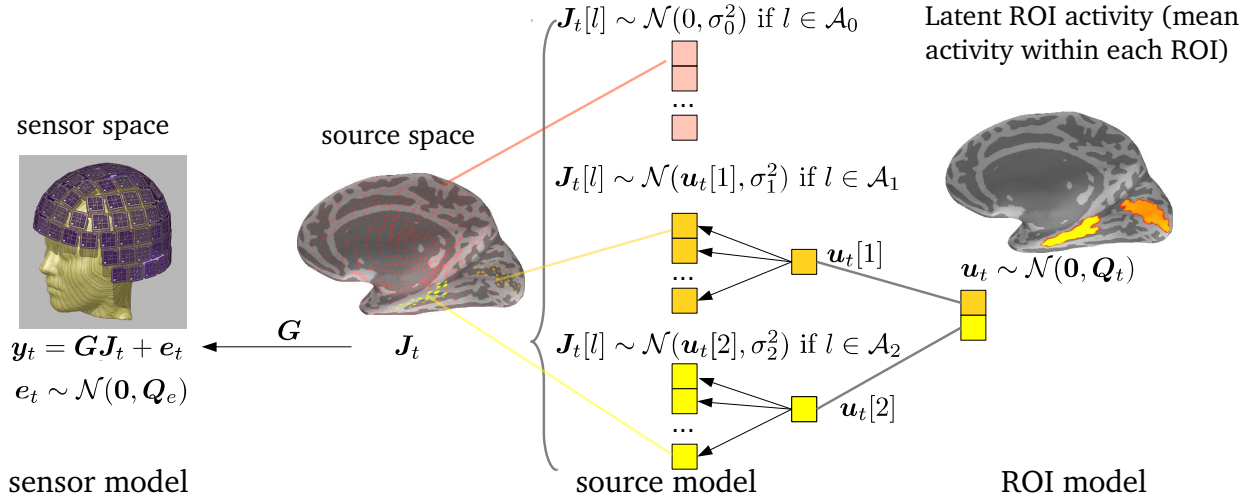 J_t[l] ∼ N(0, σ_0^2) if l ∈ A_0
Latent ROI activity (mean
activity within each ROI)
...
sensor space
source space
J_t[l] ∼ N(u_t[1], σ_1^2) if l ∈ A_1
...
u_t[1]
u_t ∼ N(0, Q_t)
y_t = GJ_t + e_t
G
J_t
e_t ∼ N(0, Q_e)
J_t[l] ∼ N(u_t[2], σ_2^2) if l ∈ A_2
...
u_t[2]
sensor model
source model
ROI model